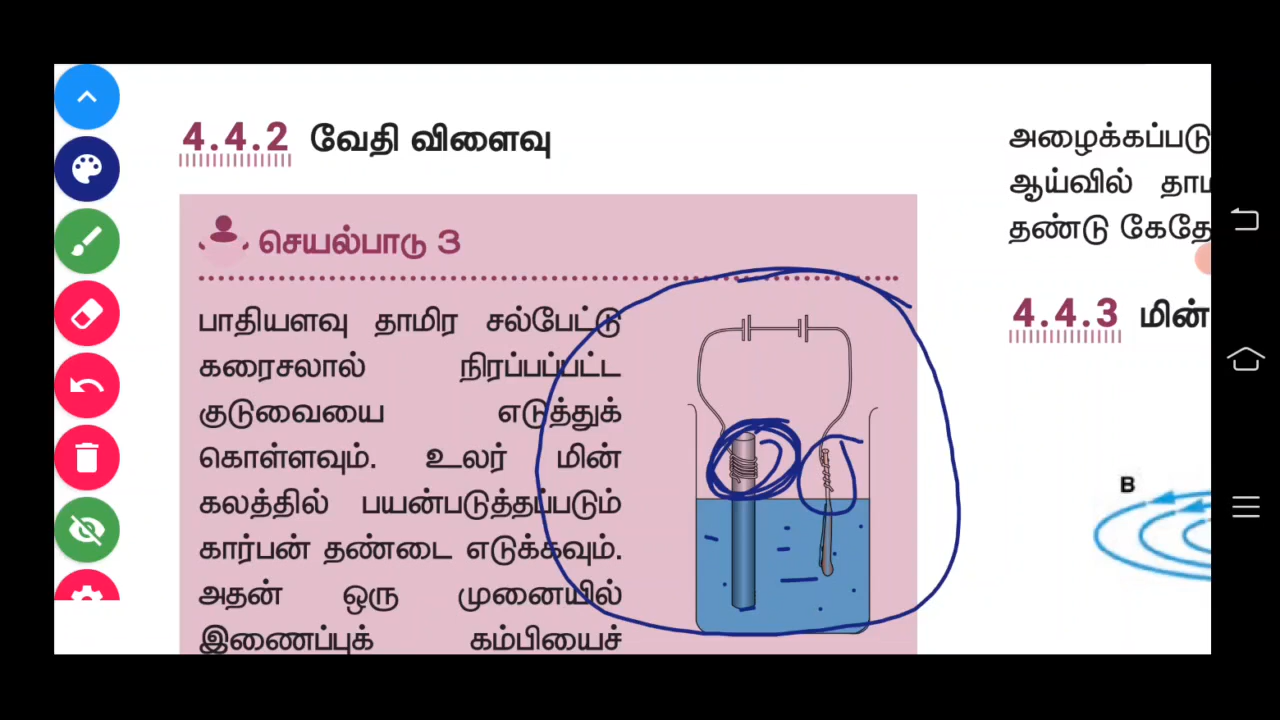 4.4.2 வேதி விளைவு
செயல்பாடு 3
பாதியளவு தாமிர சல்பேட்டு
கரைசலால் நிரப்பப்பட்ட
குடுவையை எடுத்துக்
கொள்ளவும். உலர் மின்
கலத்தில் பயன்படுத்தப்படும்
கார்பன் தண்டை எடுக்கவும்.
அதன் ஒரு முனையில்
இணைப்புக் கம்பியைச்
அழைக்கப்படு
ஆய்வில் தாம
தண்டு கேதே
4.4.3 மின்
B